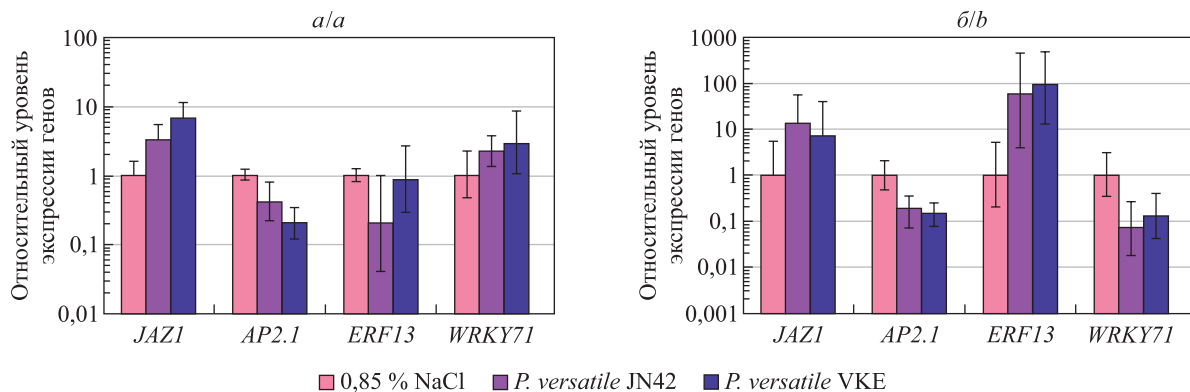 а/a
Относительный уровень
экспрессии генов
100
10
1
0,1
0,01
JAZ1 AP2.1 ERF13 WRKY71
б/b
Относительный уровень
экспрессии генов
1000
100
10
1
0,1
0,01
0,001
JAZ1 AP2.1 ERF13 WRKY71
0,85 % NaCl P. versatile JN42 P. versatile VKE